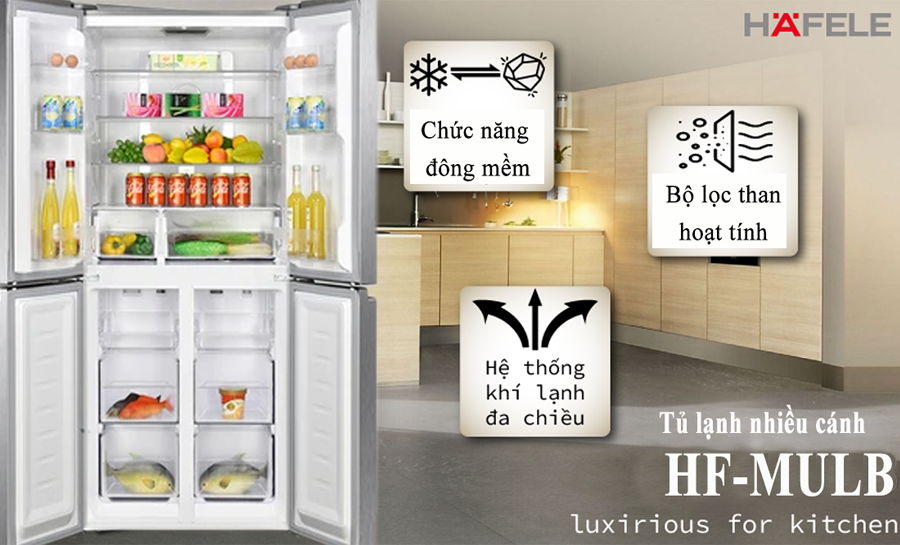 HÄFELE
Chức năng
đông mềm
Bộ lọc than
hoạt tính
Hệ thống
khí lạnh
đa chiều
Tủ lạnh nhiều cánh
HF-MULB
luxirious for kitchen